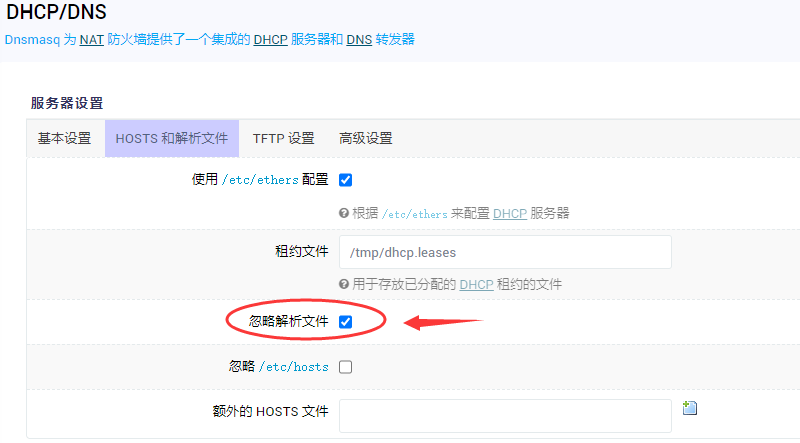 DHCP/DNS
Dnsmasq 为 NAT 防火墙提供了一个集成的 DHCP 服务器和 DNS 转发器
服务器设置
基本设置 HOSTS 和解析文件 TFTP 设置 高级设置
使用 /etc/ethers 配置
根据 /etc/ethers 来配置 DHCP 服务器
租约文件 /tmp/dhcp.leases
用于存放已分配的 DHCP 租约的文件
忽略解析文件
忽略 /etc/hosts
额外的 HOSTS 文件